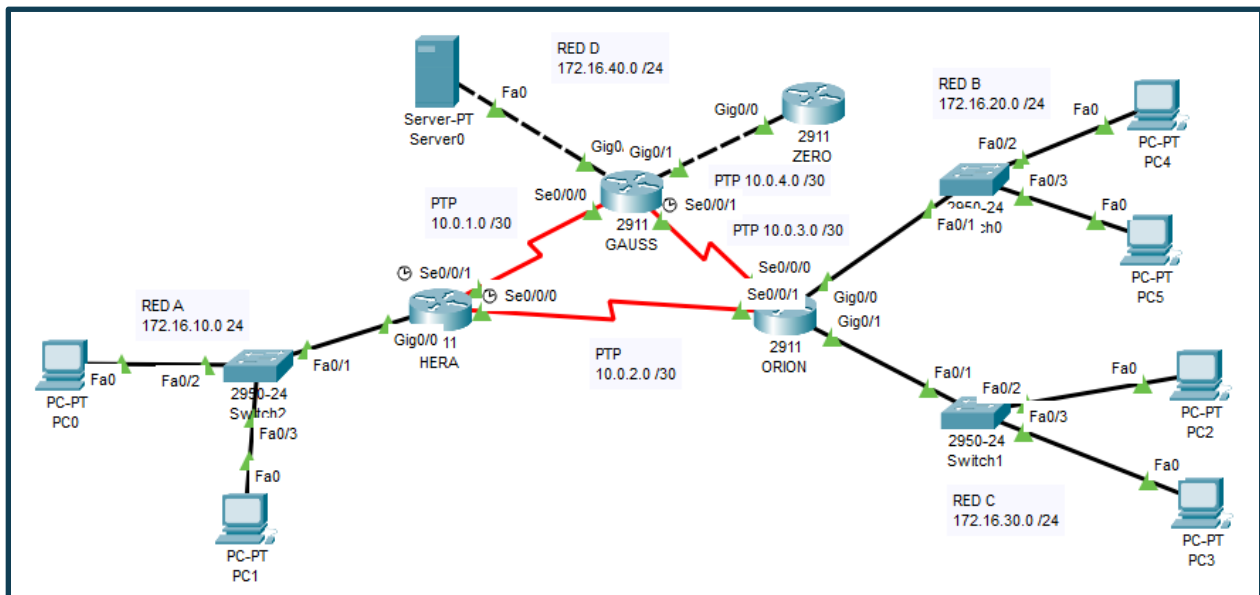 RED D
172.16.40.0 /24
Fa0
Server-PT
Server0
Gig0/0
2911
ZERO
Gig0/1
PTP 10.0.4.0 /30
PTP
10.0.1.0 /30
Se0/0/0
Se0/0/1
2911
GAUSS
PTP 10.0.3.0 /30
RED B
172.16.20.0 /24
Fa0
PC-PT
PC4
Fa0/2
Fa0/3
Fa0
2950-24
Fa0/1
PC-PT
PC5
Se0/0/0
Se0/0/1
Gig0/0
Gig0/1
2911
ORION
Se0/0/1
Se0/0/0
RED A
172.16.10.0 24
Gig0/0
HERA
PTP
10.0.2.0 /30
Fa0/1
Fa0
Fa0/2
PC-PT
PC0
2950-24
Switch2
Fa0/3
Fa0
PC-PT
PC1
Fa0/1
Fa0/2
Fa0
Fa0/3
PC-PT
PC2
2950-24
Switch1
Fa0
RED C
172.16.30.0 /24
PC-PT
PC3